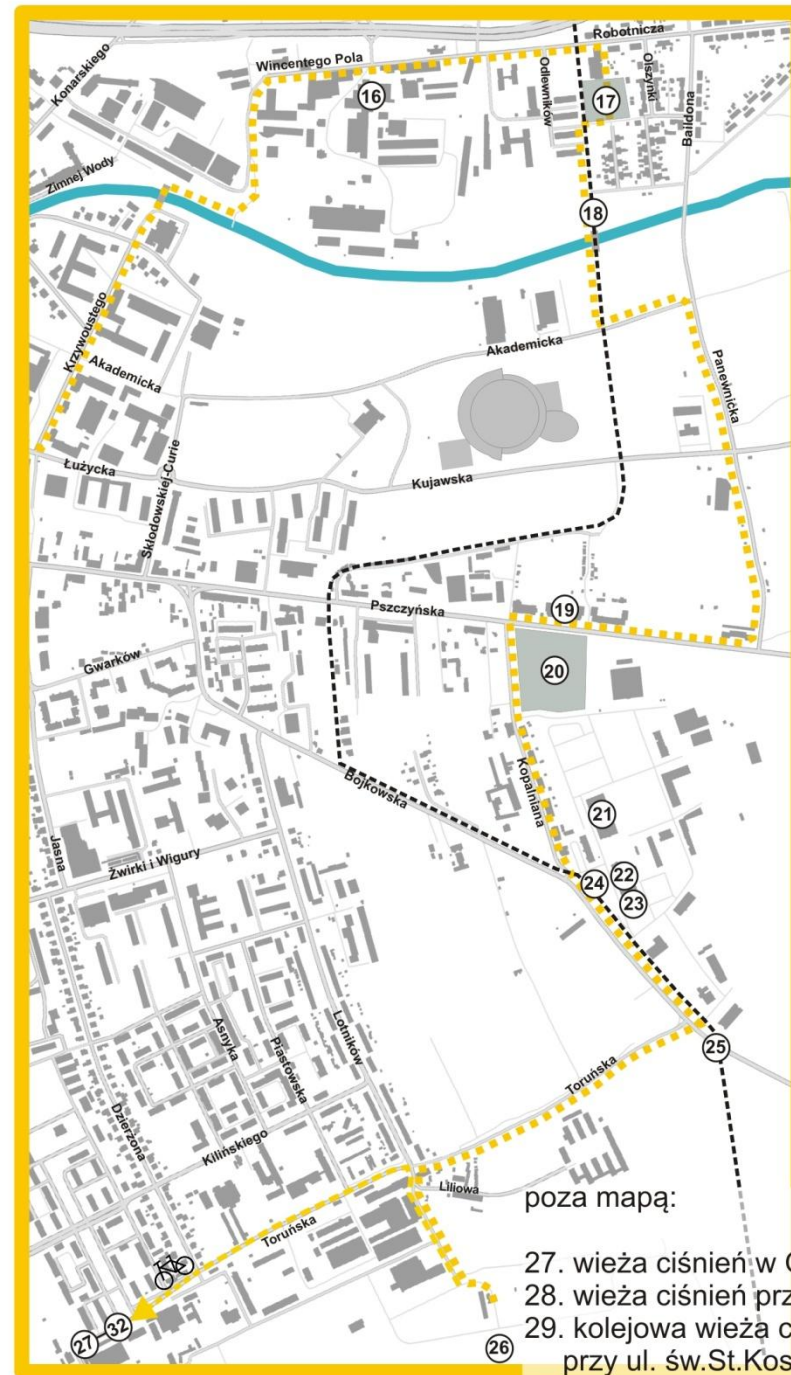 Robotnicza
Wincentego Pola
Konarskiego
Odlewników
Olszynki
Baildona
16
17
Zimnej Wody
18
Krzywoustego
Akademicka
Akademicka
Panewnicka
Łużycka
Skłodowskiej-Curie
Kujawska
Pszczyńska
19
20
Gwarków
Bojkowska
Kopalniana
21
Jasna
Żwirki i Wigury
22
24
23
Asnyka
Piastowska
Lotników
25
Toruńska
Dzierzona
Kilińskiego
Liliowa
Toruńska
poza mapą:
27. wieża ciśnień w
28. wieża ciśnień prz
29. kolejowa wieża c
przy ul. św.St.Kos
27
32
26